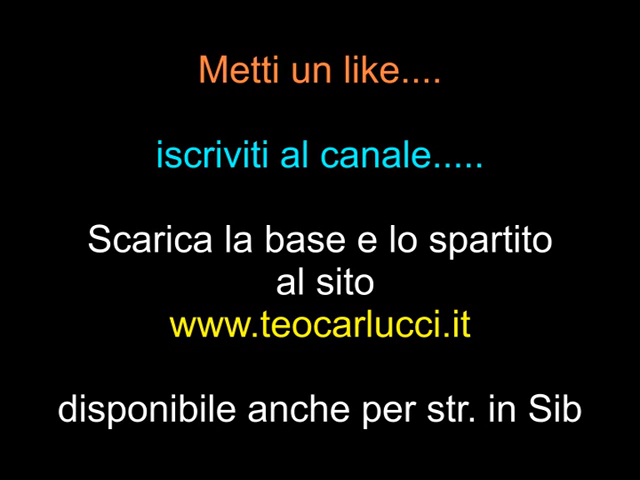 Metti un like....
iscriviti al canale.....
Scarica la base e lo spartito
al sito
www.teocarlucci.it
disponibile anche per str. in Sib